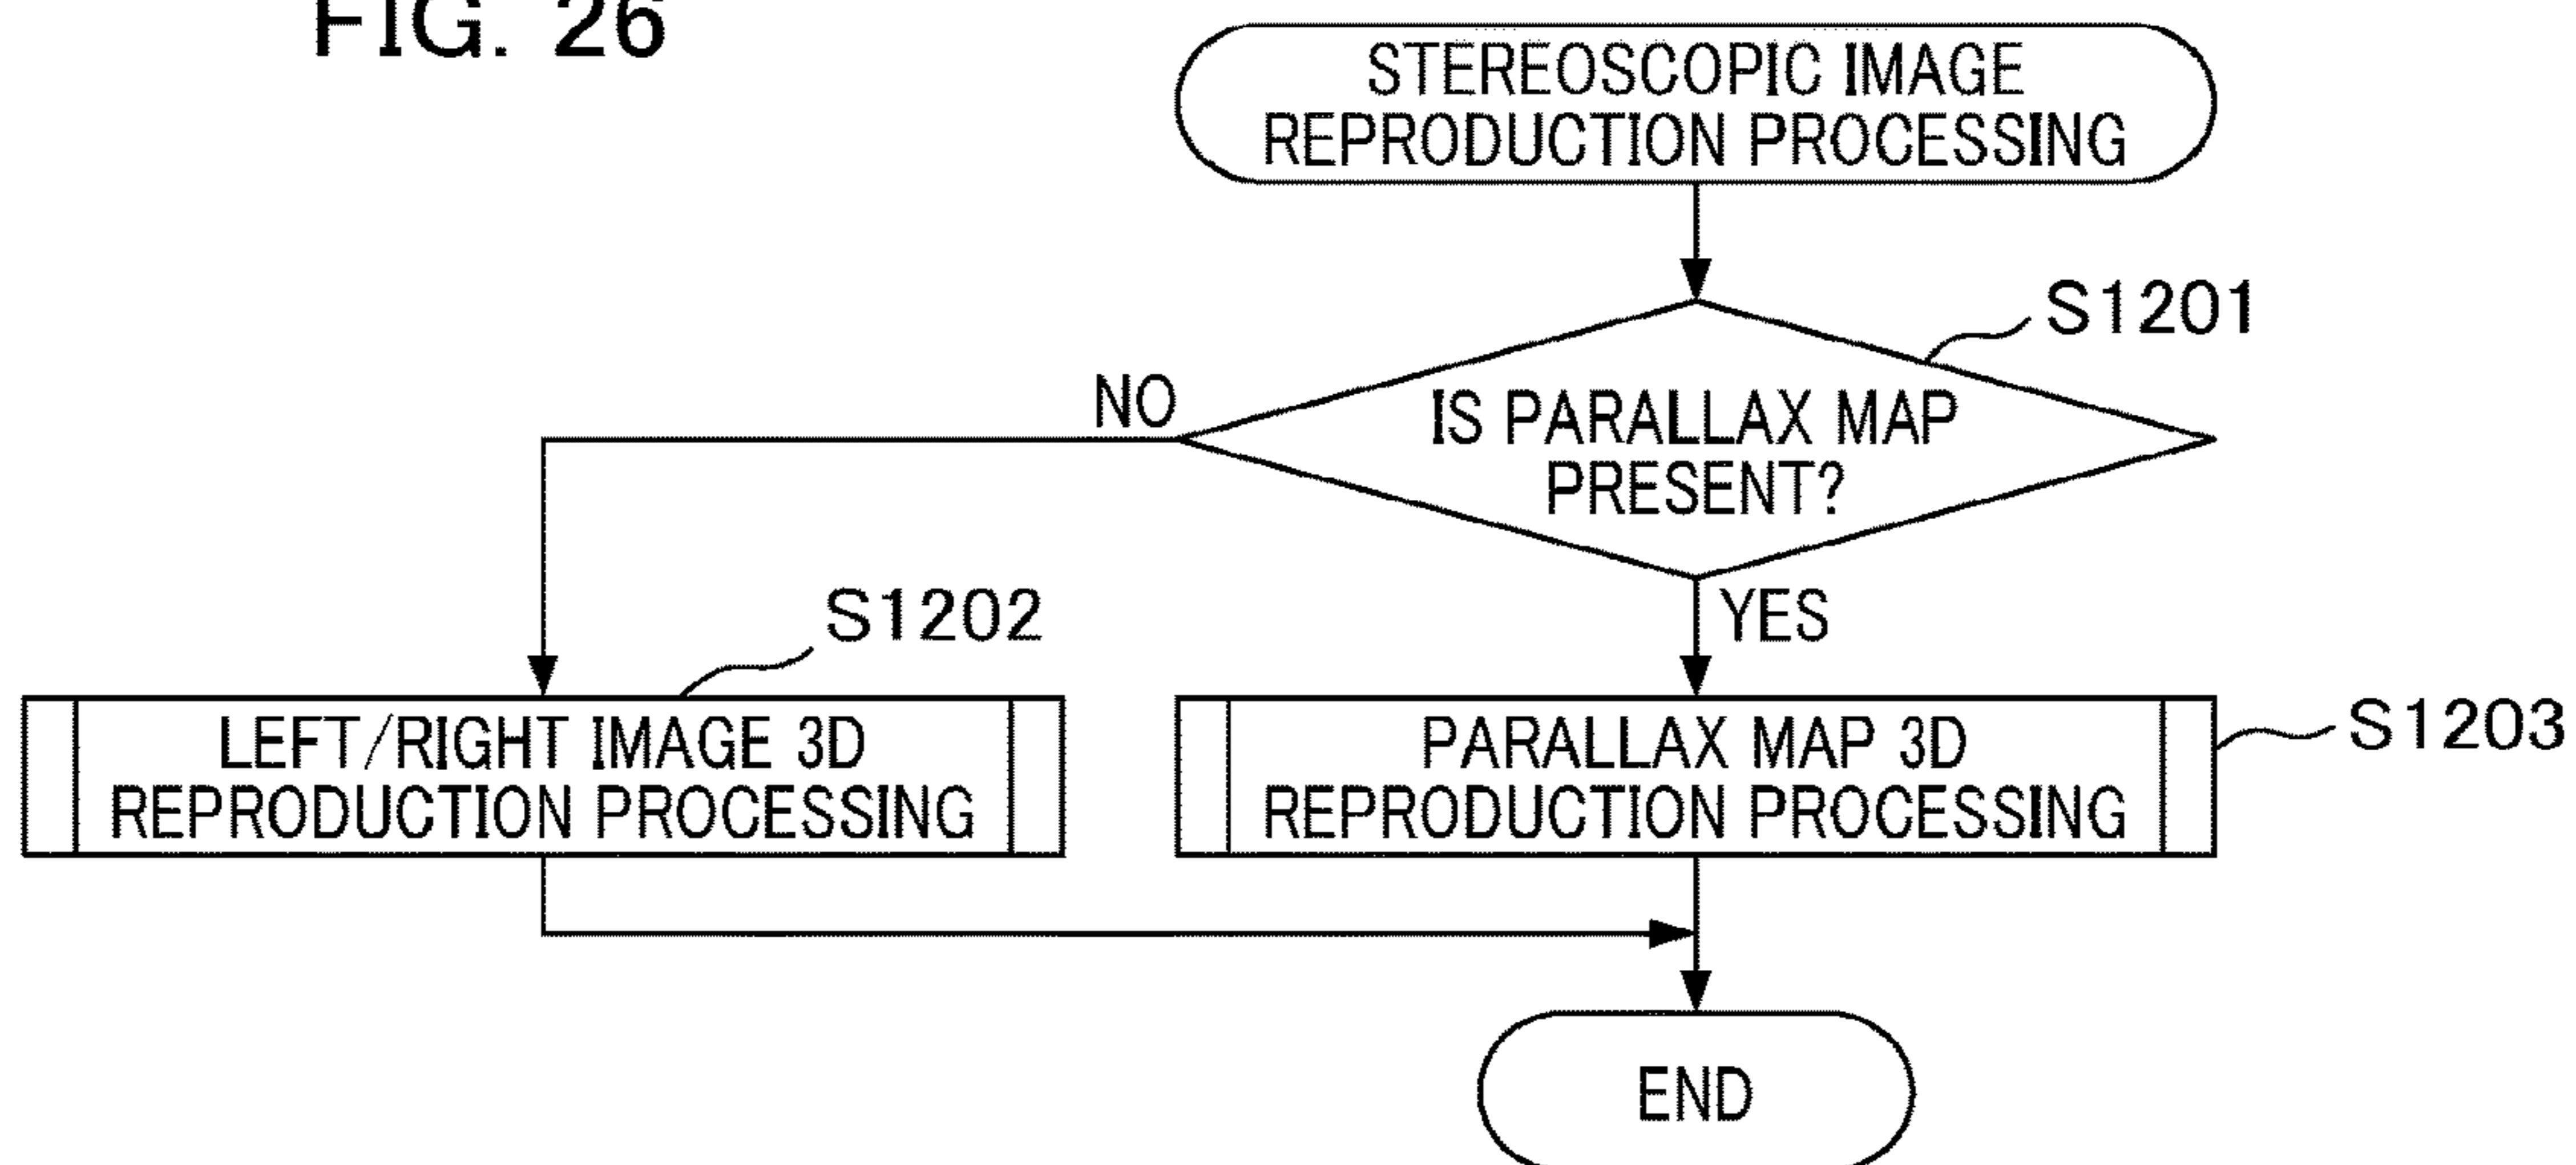 FIG. 26
STEREOSCOPIC IMAGE
REPRODUCTION PROCESSING
S1201
IS PARALLAX MAP
PRESENT?
NO
YES
S1202
LEFT/RIGHT IMAGE 3D
REPRODUCTION PROCESSING
PARALLAX MAP 3D
REPRODUCTION PROCESSING
S1203
END